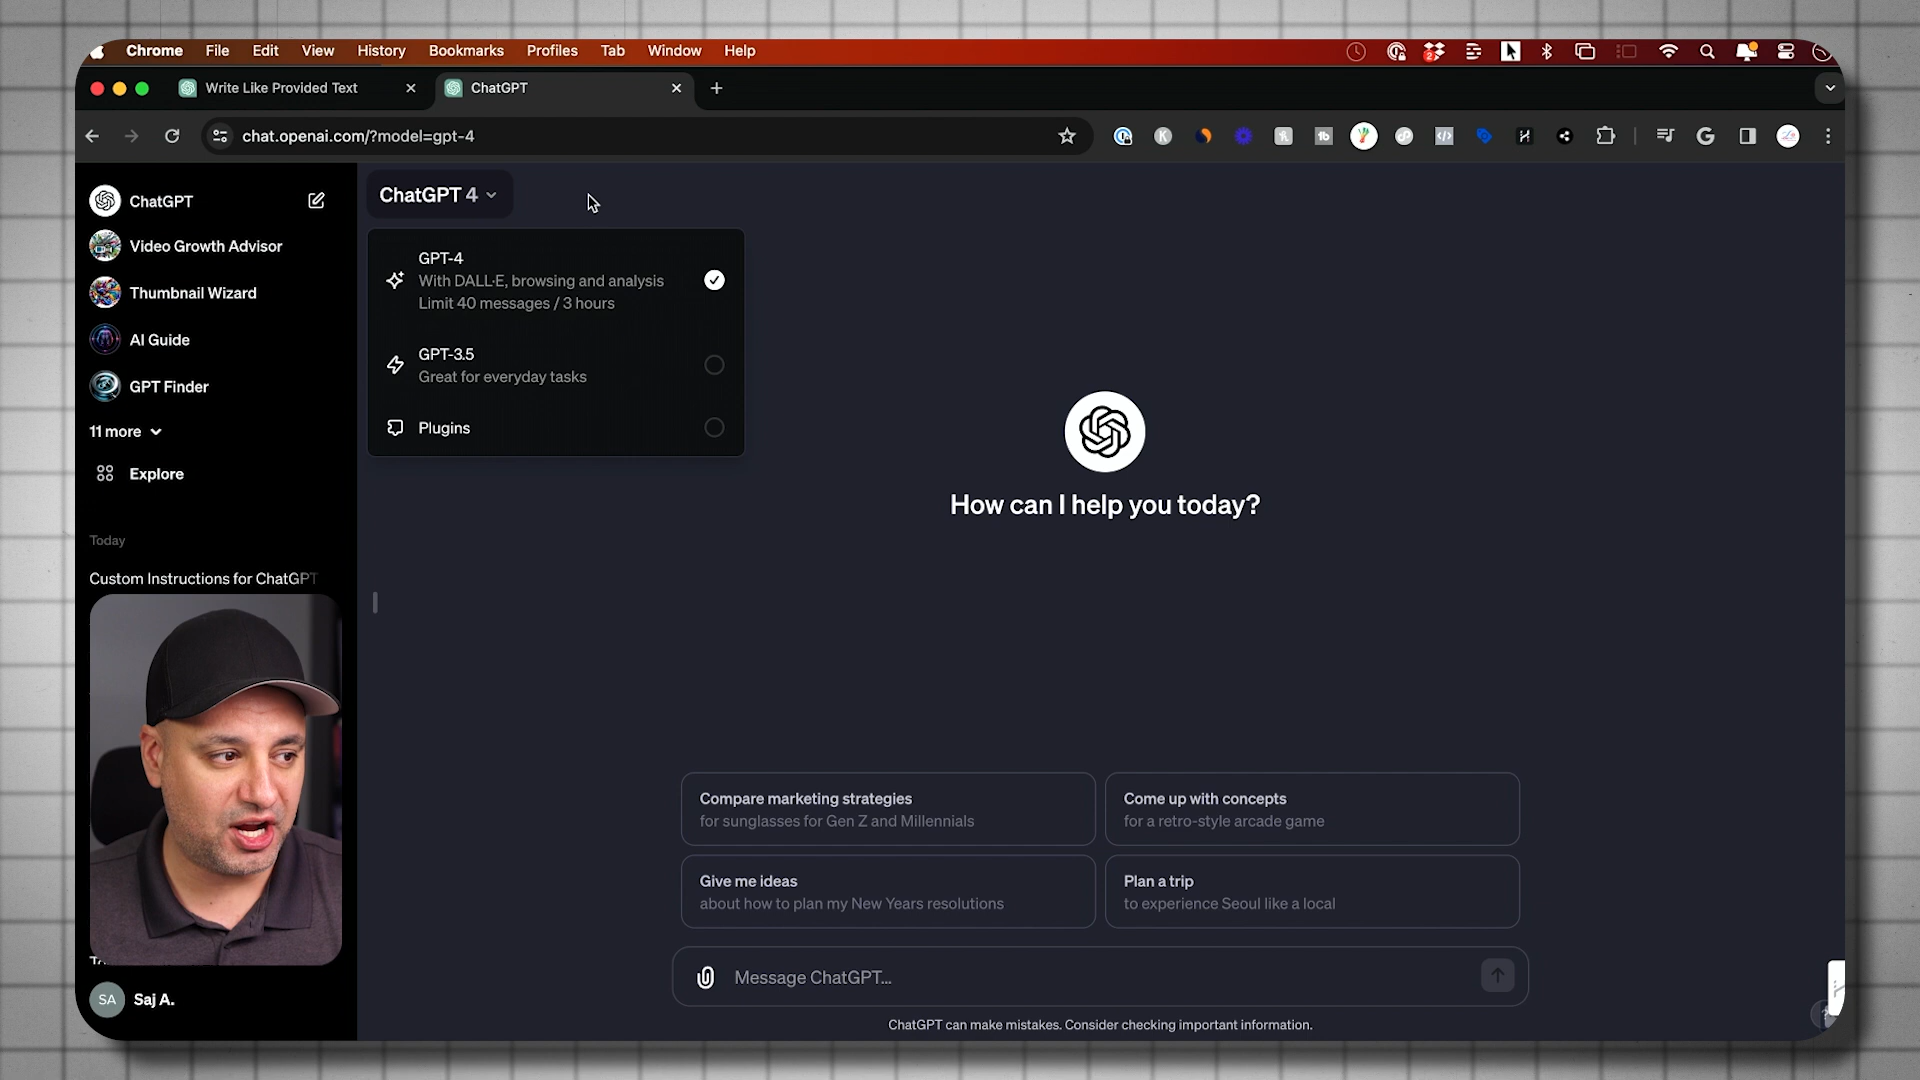 Chrome File Edit View History Bookmarks Profiles Tab Window Help
2
Write Like Provided Text
ChatGPT
chat.openai.com/?model=gpt-4
ChatGPT
ChatGPT 4
Video Growth Advisor
Thumbnail Wizard
AI Guide
GPT Finder
11 more
Explore
Today
Custom Instructions for ChatGPT
SA Saj A.
GPT-4
With DALL·E, browsing and analysis
Limit 40 messages / 3 hours
GPT-3.5
Great for everyday tasks
Plugins
How can I help you today?
Compare marketing strategies
for sunglasses for Gen Z and Millennials
Come up with concepts
for a retro-style arcade game
Give me ideas
about how to plan my New Years resolutions
Plan a trip
to experience Seoul like a local
Message ChatGPT...
ChatGPT can make mistakes. Consider checking important information.